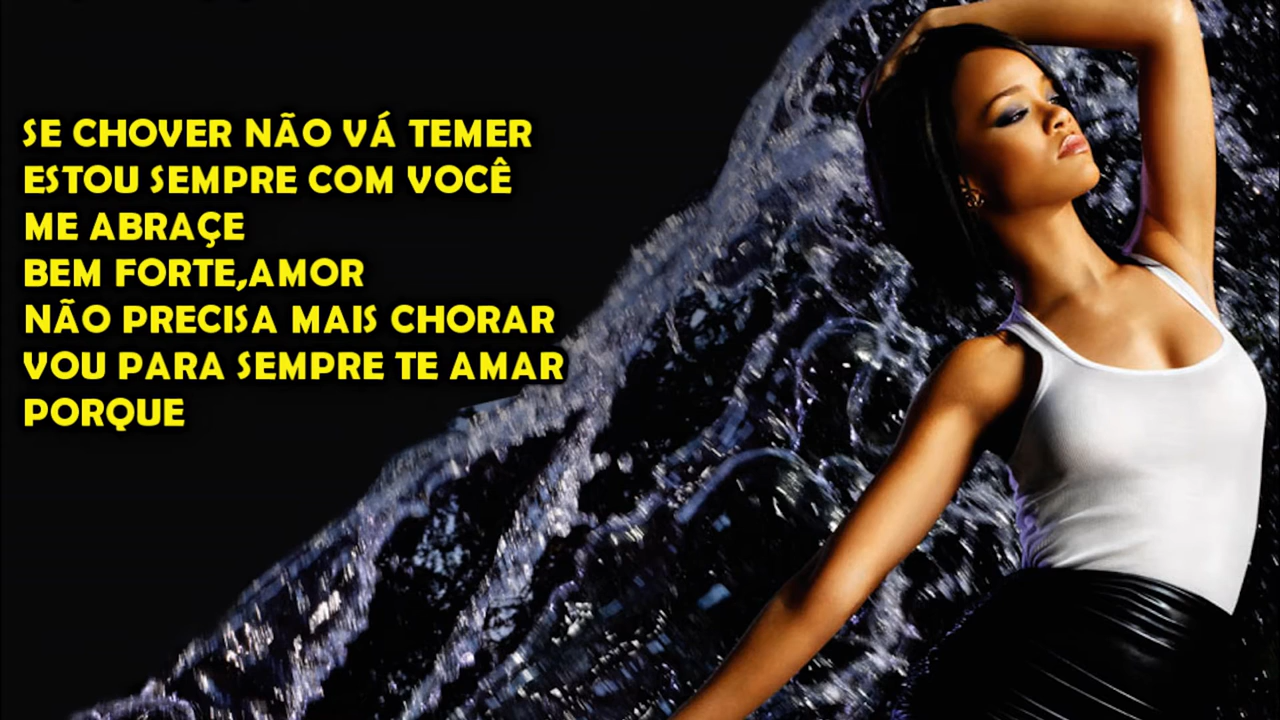 SE CHOVER NÃO VÁ TEMER
ESTOU SEMPRE COM VOCÊ
ME ABRAÇE
BEM FORTE,AMOR
NÃO PRECISA MAIS CHORAR
VOU PARA SEMPRE TE AMAR
PORQUE